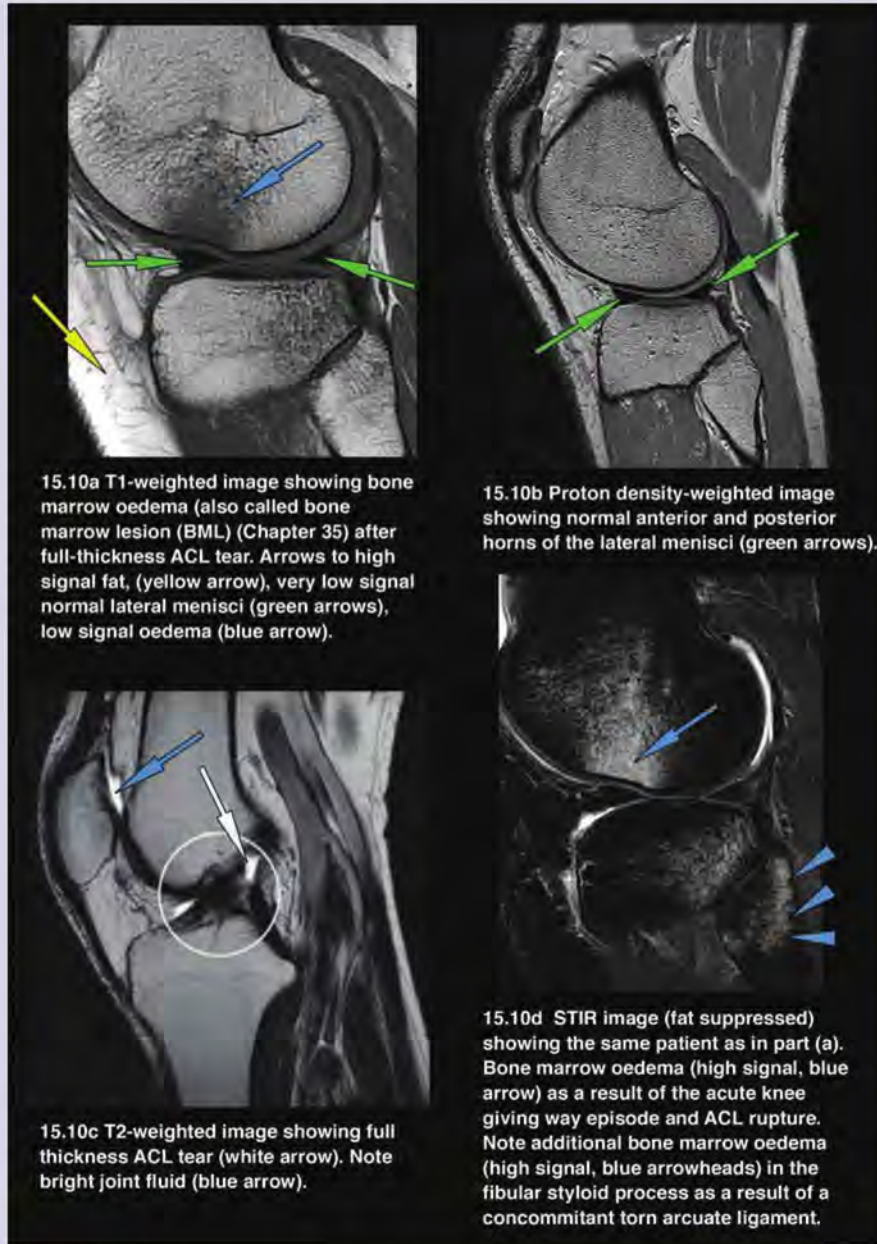 15.10a T1-weighted image showing bone
marrow oedema (also called bone
marrow lesion (BML) (Chapter 35) after
full-thickness ACL tear. Arrows to high
signal fat, (yellow arrow), very low signal
normal lateral menisci (green arrows),
low signal oedema (blue arrow).
15.10b Proton density-weighted image
showing normal anterior and posterior
horns of the lateral menisci (green arrows).
15.10c T2-weighted image showing full
thickness ACL tear (white arrow). Note
bright joint fluid (blue arrow).
15.10d STIR image (fat suppressed)
showing the same patient as in part (a).
Bone marrow oedema (high signal, blue
arrow) as a result of the acute knee
giving way episode and ACL rupture.
Note additional bone marrow oedema
(high signal, blue arrowheads) in the
fibular styloid process as a result of a
concommitant torn arcuate ligament.